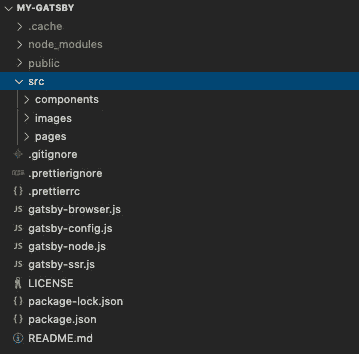 MY-GATSBY
.cache
node_modules
public
src
components
images
pages
.gitignore
.prettierignore
{ } .prettierrc
JS gatsby-browser.js
JS gatsby-config.js
JS gatsby-node.js
JS gatsby-ssr.js
LICENSE
{ } package-lock.json
{ } package.json
README.md